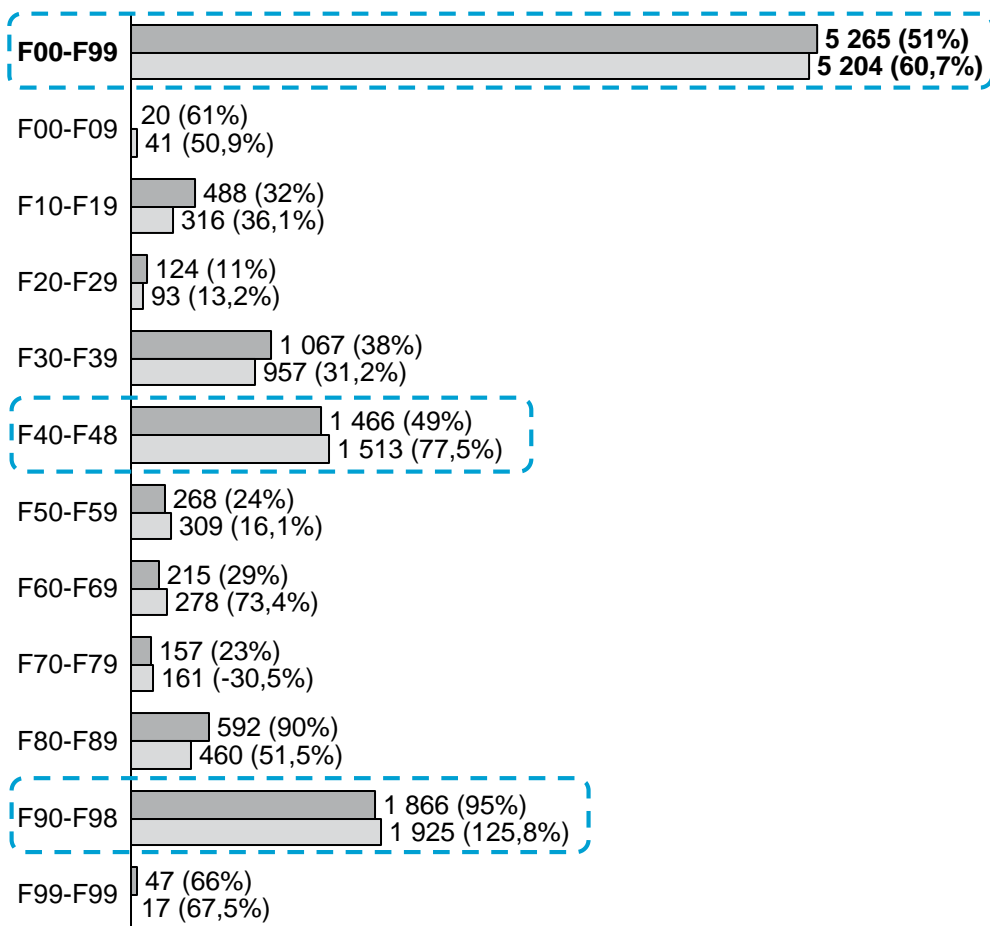 F00-F99
5 265 (51%)
5 204 (60,7%)
F00-F09
20 (61%)
41 (50,9%)
F10-F19
488 (32%)
316 (36,1%)
F20-F29
124 (11%)
93 (13,2%)
F30-F39
1 067 (38%)
957 (31,2%)
F40-F48
1 466 (49%)
1 513 (77,5%)
F50-F59
268 (24%)
309 (16,1%)
F60-F69
215 (29%)
278 (73,4%)
F70-F79
157 (23%)
161 (-30,5%)
F80-F89
592 (90%)
460 (51,5%)
F90-F98
1 866 (95%)
1 925 (125,8%)
F99-F99
47 (66%)
17 (67,5%)